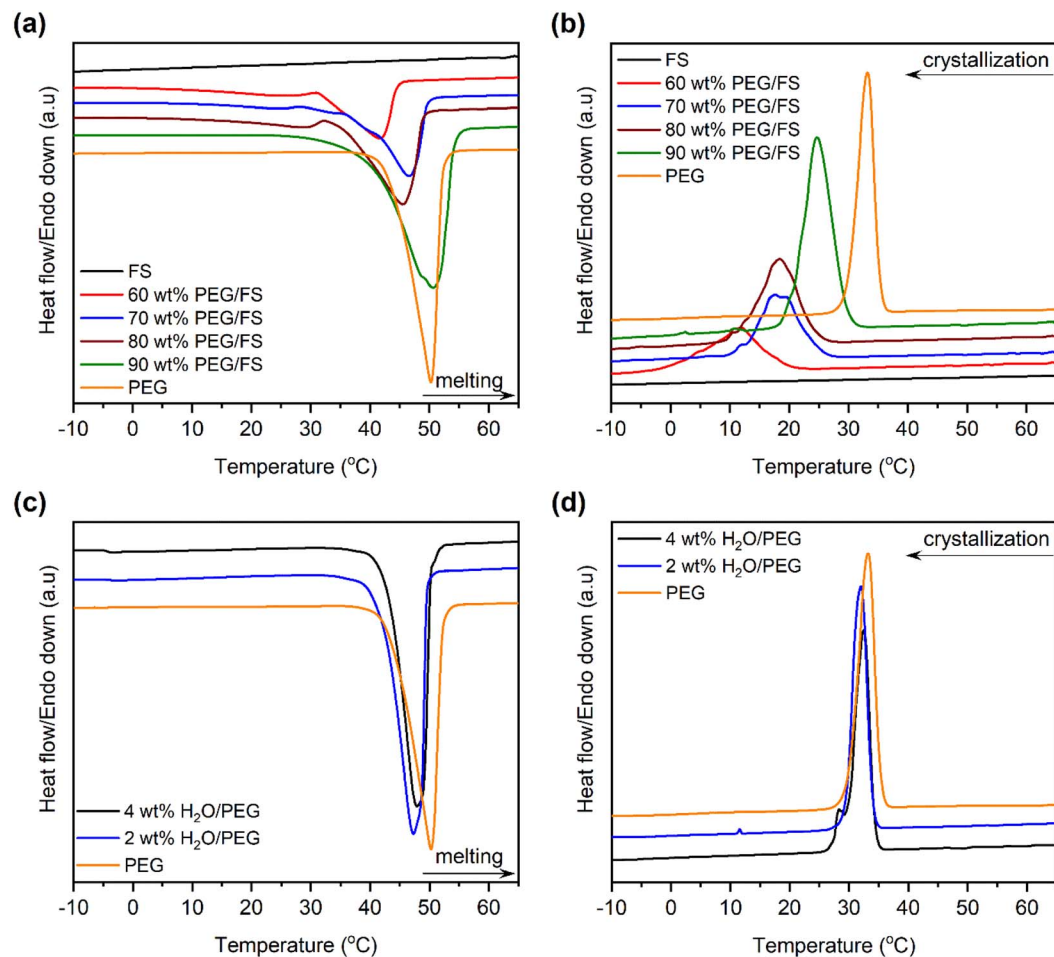 (a)
Heat flow/Endo down (a.u)
FS
60 wt% PEG/FS
70 wt% PEG/FS
80 wt% PEG/FS
90 wt% PEG/FS
PEG
melting
-10 0 10 20 30 40 50 60
Temperature (°C)
(b)
Heat flow/Endo down (a.u)
FS
60 wt% PEG/FS
70 wt% PEG/FS
80 wt% PEG/FS
90 wt% PEG/FS
PEG
crystallization
-10 0 10 20 30 40 50 60
Temperature (°C)
(c)
Heat flow/Endo down (a.u)
4 wt% H₂O/PEG
2 wt% H₂O/PEG
PEG
melting
-10 0 10 20 30 40 50 60
Temperature (°C)
(d)
Heat flow/Endo down (a.u)
4 wt% H₂O/PEG
2 wt% H₂O/PEG
PEG
crystallization
-10 0 10 20 30 40 50 60
Temperature (°C)